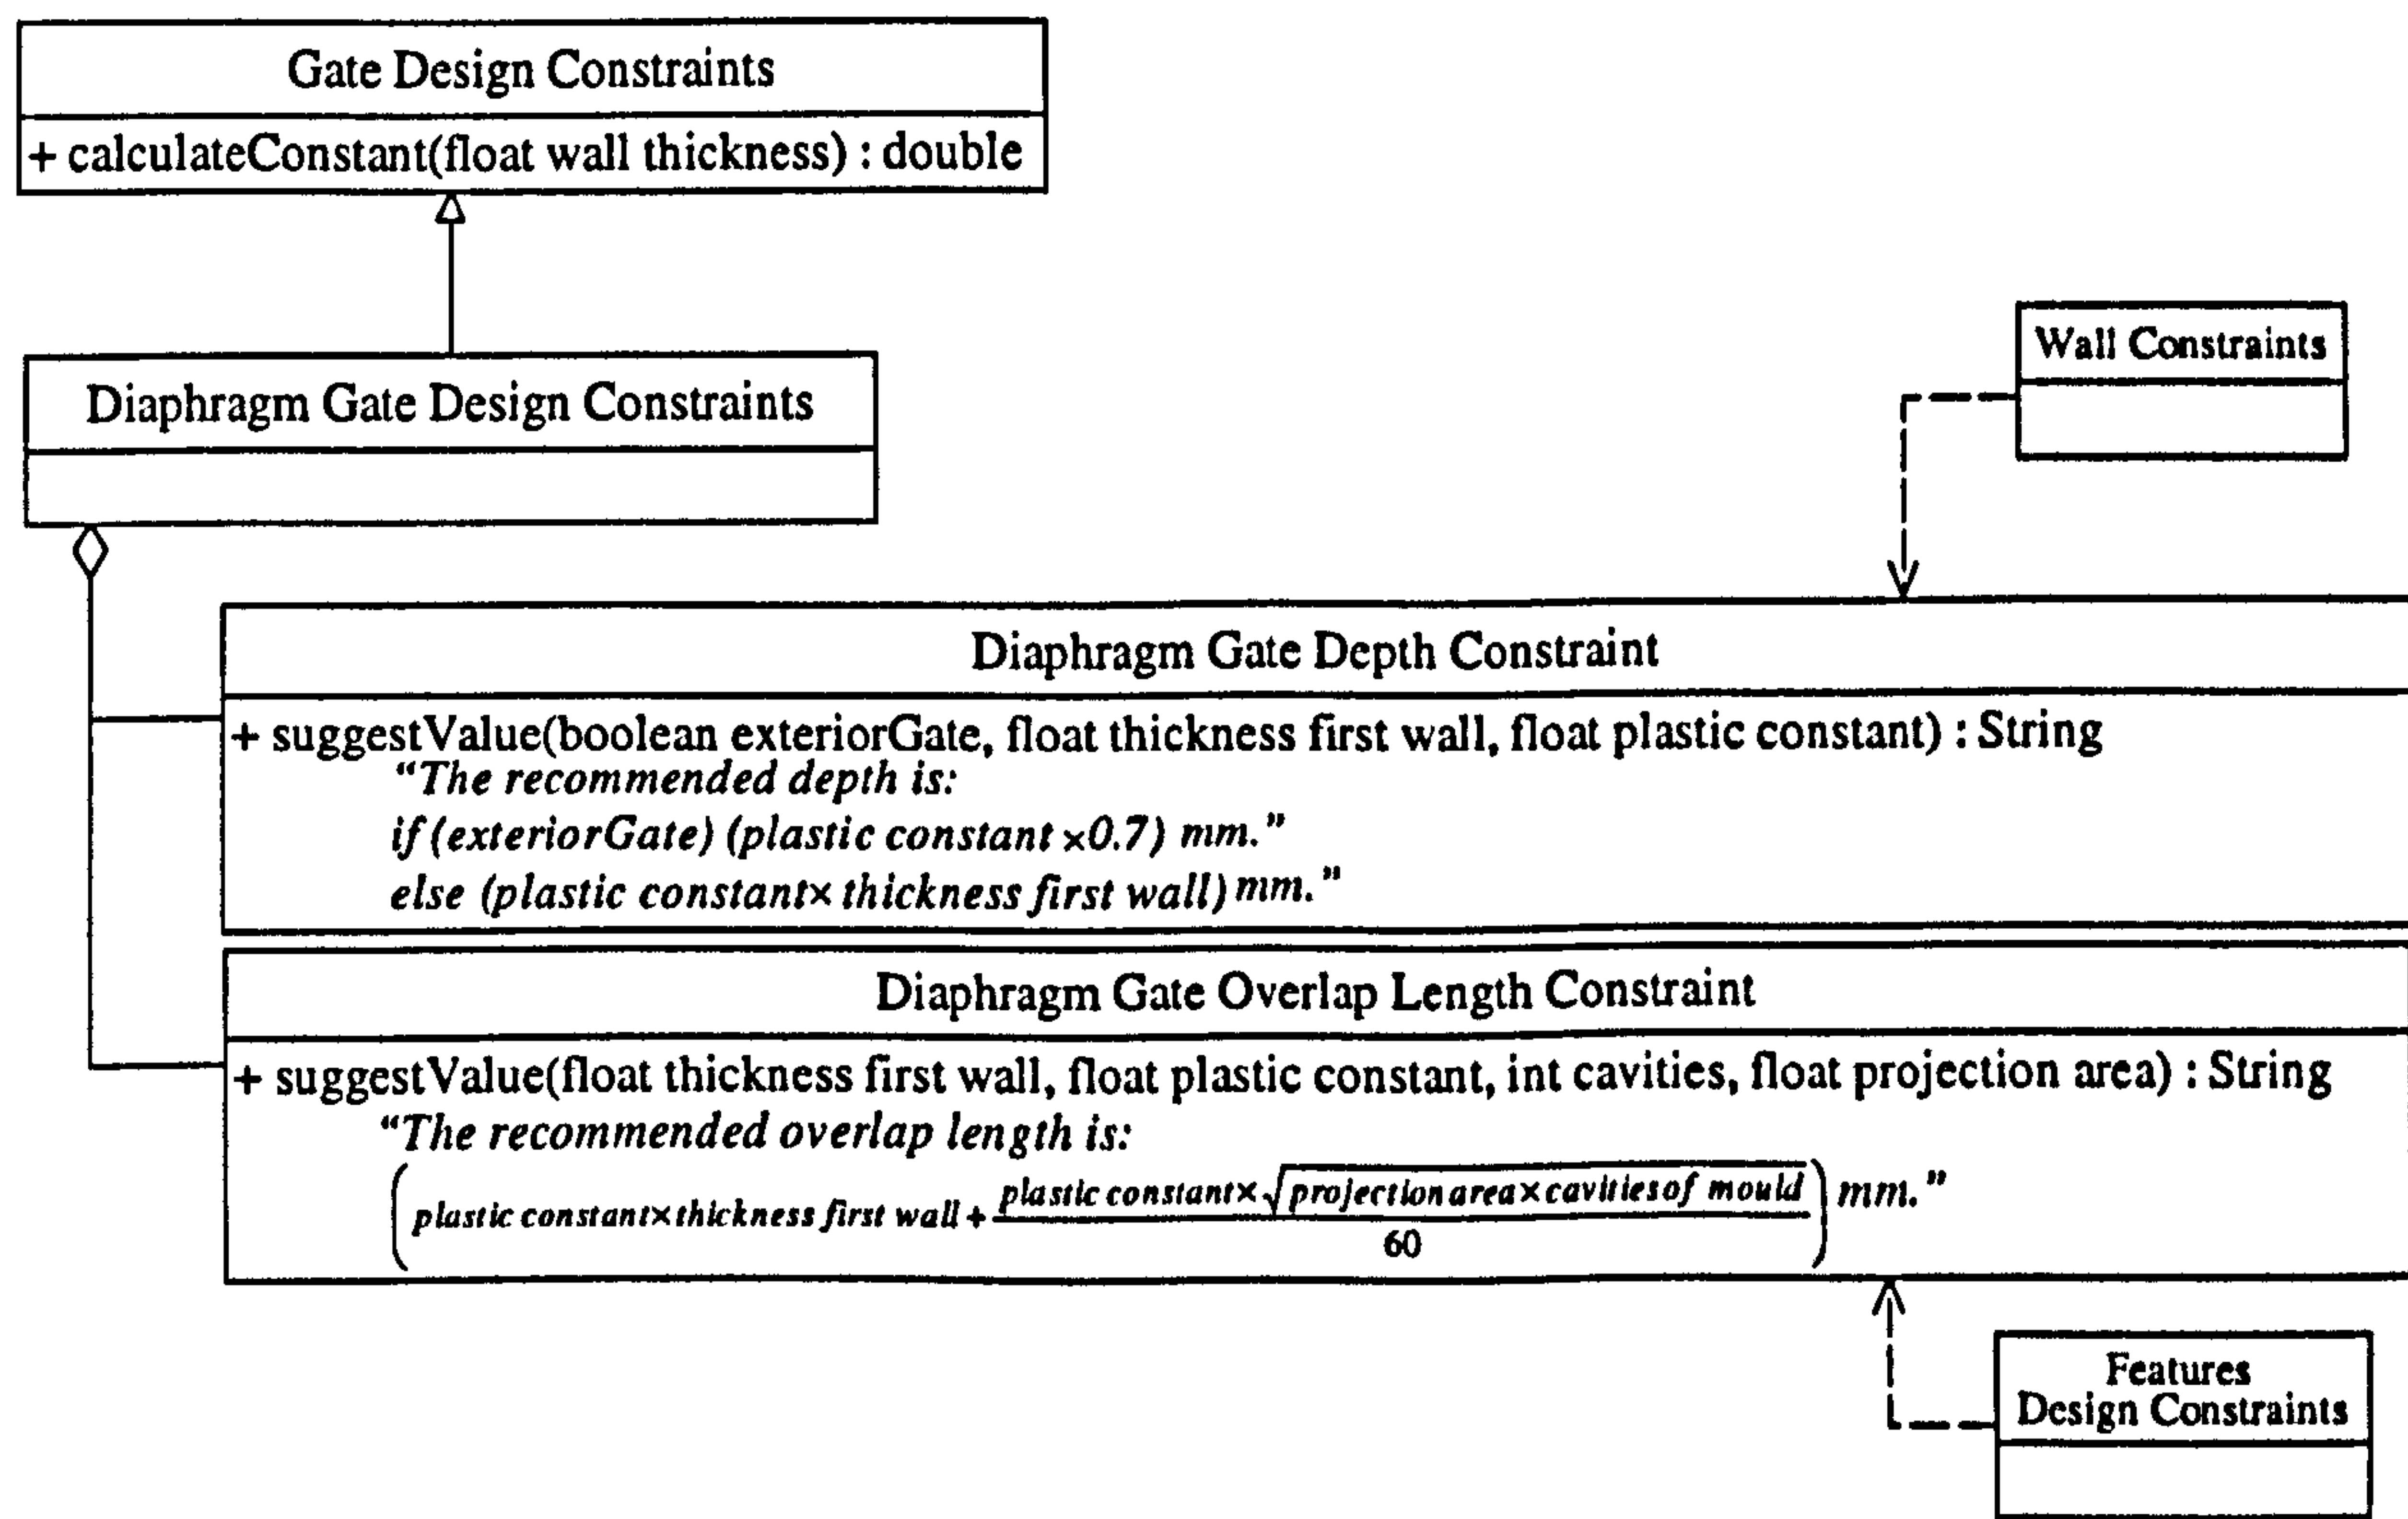 Gate Design Constraints
+ calculateConstant(float wall thickness) : double
Diaphragm Gate Design Constraints
Wall Constraints
Diaphragm Gate Depth Constraint
+ suggestValue(boolean exteriorGate, float thickness first wall, float plastic constant) : String
“The recommended depth is:
if (exteriorGate) (plastic constant ×0.7) mm.”
else (plastic constant× thickness first wall) mm.”
Diaphragm Gate Overlap Length Constraint
+ suggestValue(float thickness first wall, float plastic constant, int cavities, float projection area) : String
“The recommended overlap length is:
(plastic constant×thickness first wall + plastic constant×√projection area×cavities of mould / 60) mm.”
Features
Design Constraints